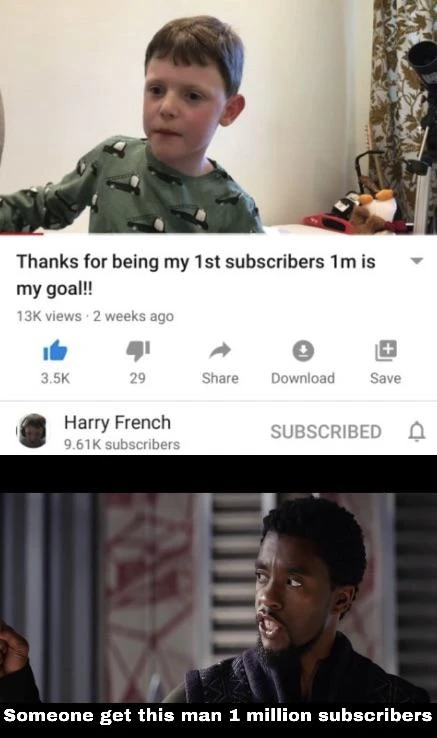 Thanks for being my 1st subscribers 1m is
my goal!!
13K views · 2 weeks ago
3.5K
29
Share
Download
Save
Harry French
9.61K subscribers
SUBSCRIBED
Someone get this man 1 million subscribers